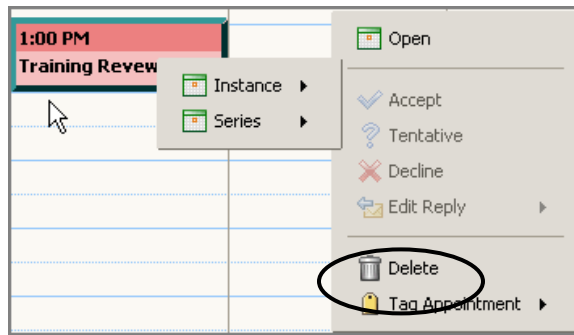 1:00 PM
Training Revew
Instance
Series
Open
Accept
Tentative
Decline
Edit Reply
Delete
Tag Appointment